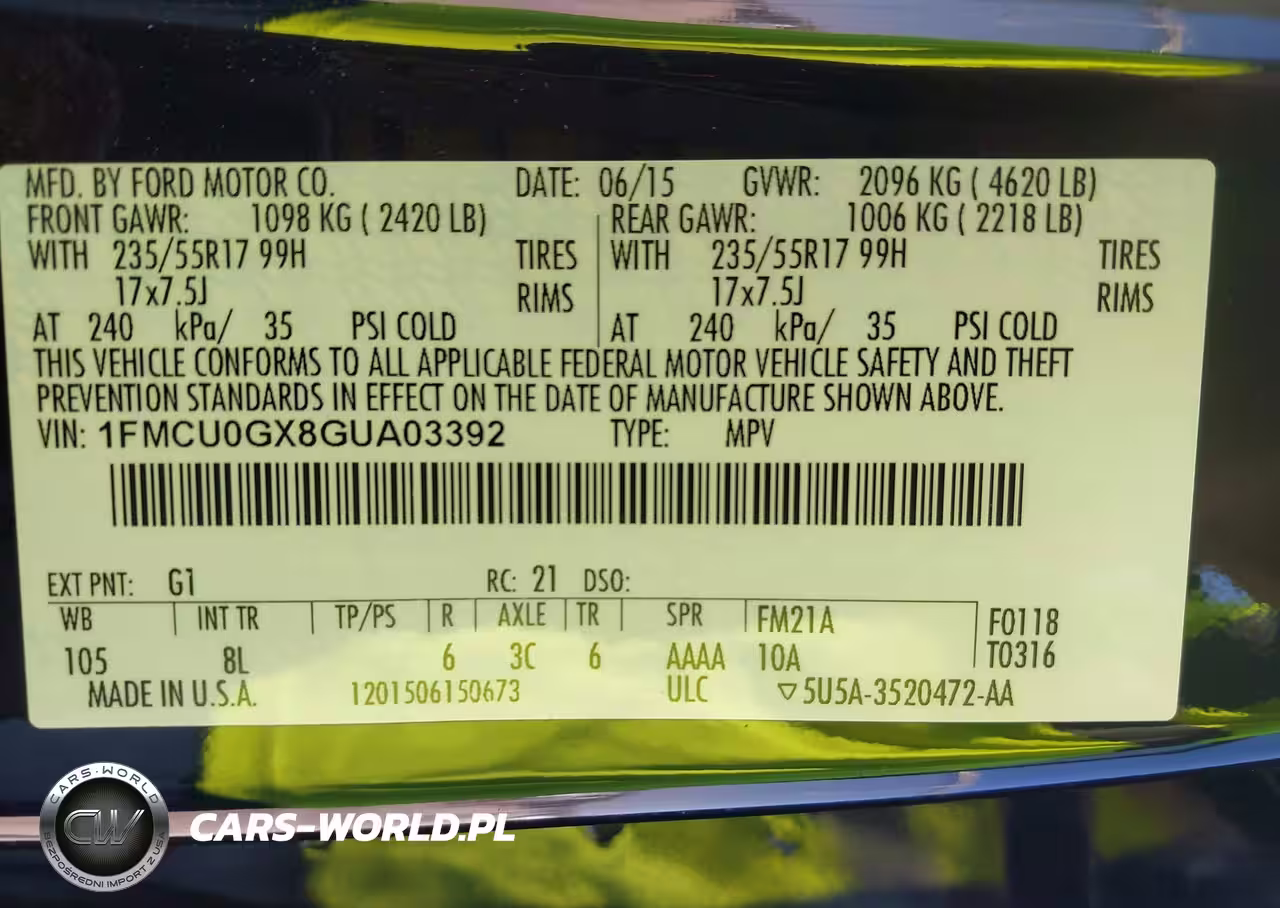 MFD. BY FORD MOTOR CO. DATE: 06/15 GVWR: 2096 KG ( 4620 LB)
FRONT GAWR: 1098 KG ( 2420 LB) REAR GAWR: 1006 KG ( 2218 LB)
WITH 235/55R17 99H TIRES WITH 235/55R17 99H TIRES
17x7.5J RIMS 17x7.5J RIMS
AT 240 kPa/ 35 PSI COLD AT 240 kPa/ 35 PSI COLD
THIS VEHICLE CONFORMS TO ALL APPLICABLE FEDERAL MOTOR VEHICLE SAFETY AND THEFT
PREVENTION STANDARDS IN EFFECT ON THE DATE OF MANUFACTURE SHOWN ABOVE.
VIN: 1FMCU0GX8GUA03392 TYPE: MPV
EXT PNT: G1 RC: 21 DSO:
WB INT TR TP/PS R AXLE TR SPR FM21A F0118
105 8L 6 3C 6 AAAA 10A T0316
MADE IN U.S.A. 1201506150673 ULC ▽5U5A-3520472-AA
CARS-WORLD
CW
BEZPOŚREDNI IMPORT Z USA
CARS-WORLD.PL